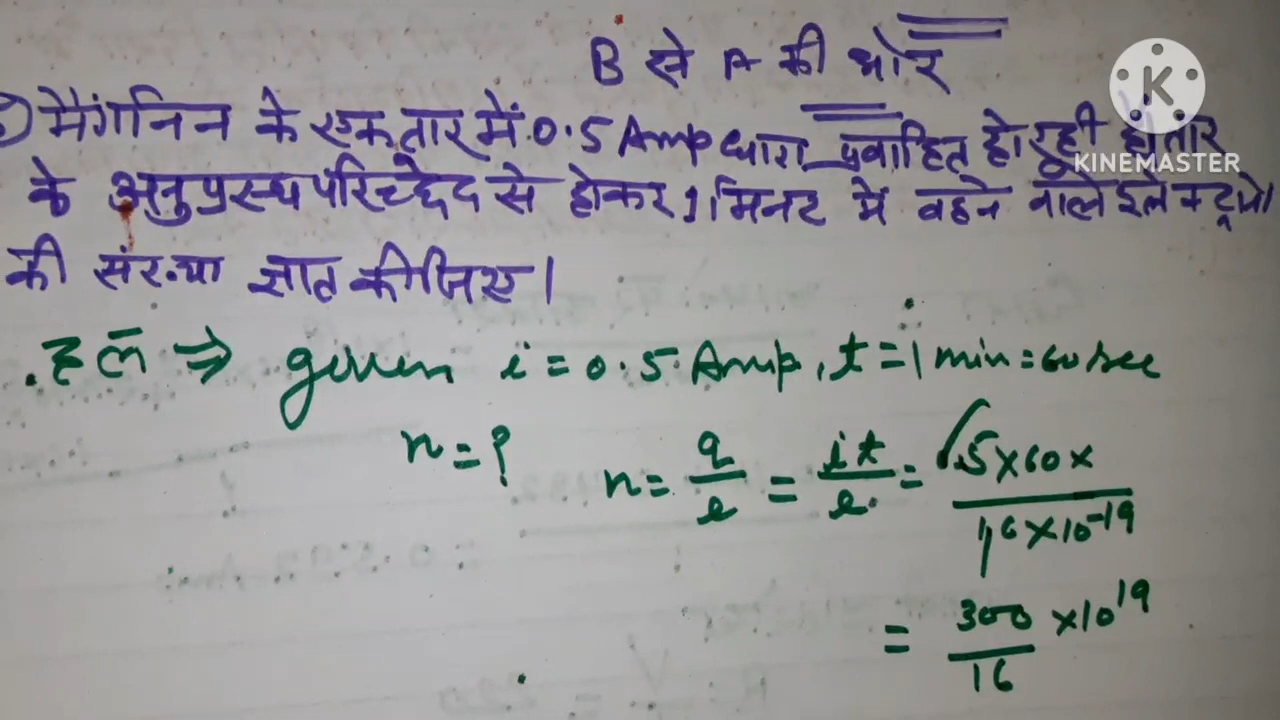 B से A की ओर
मैंगनिन के एक तार में 0.5 Amp धारा प्रवाहित हो रही हो तार
के अनुप्रस्थ परिच्छेद से होकर 1 मिनट में बहने वाले इलेक्ट्रानो
की संख्या ज्ञात कीजिए।
हल ⇒ given i = 0.5 Amp, t = 1 min = 60 sec
n = ? n = q/e = it/e = .5×60×/1.6×10⁻¹⁹
= 300/16 ×10¹⁹
K
KINEMASTER